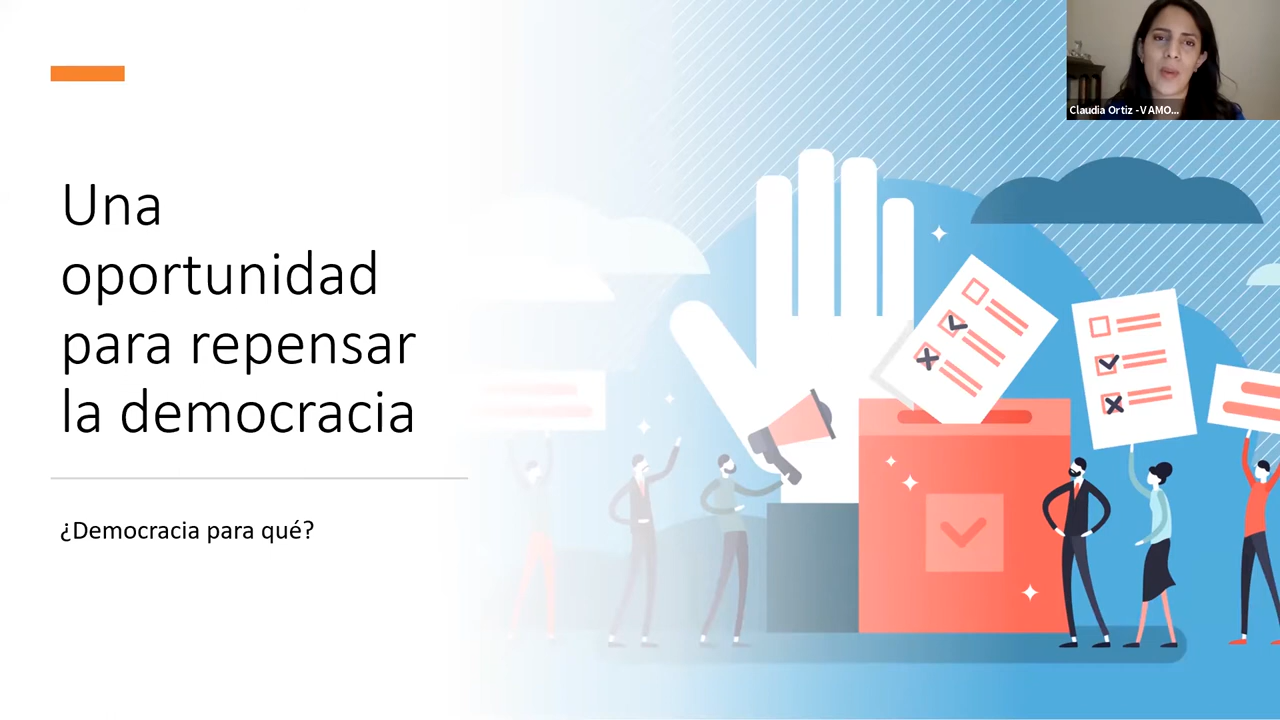 Claudia Ortiz -VAMO...
Una
oportunidad
para repensar
la democracia
¿Democracia para qué?